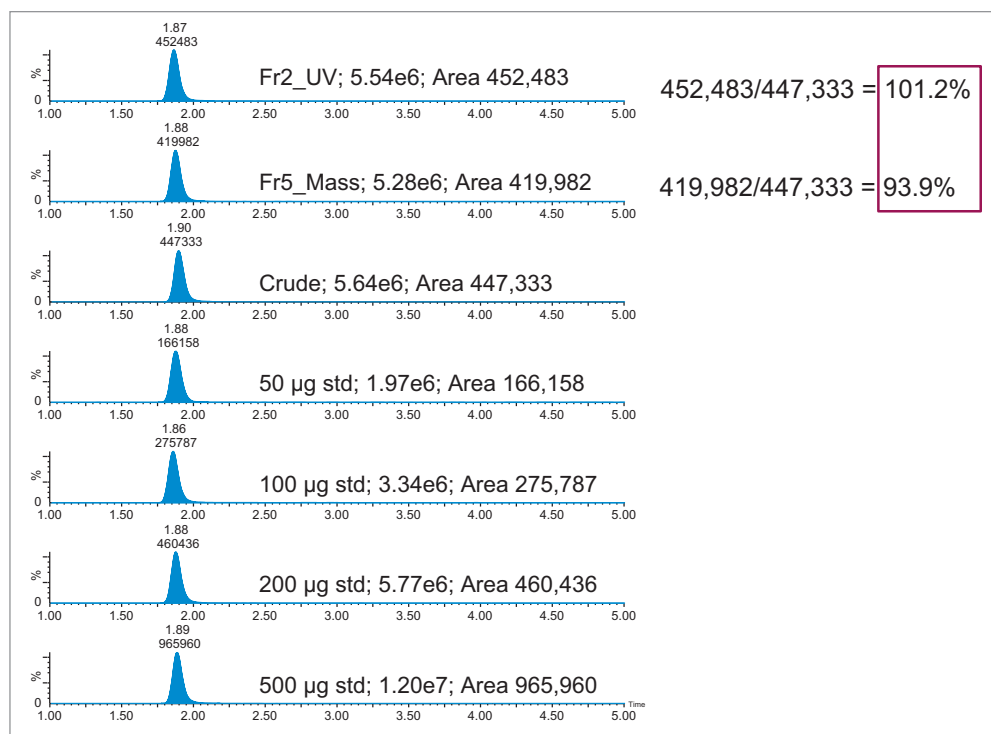 1.87
452483
%
0
Fr2_UV; 5.54e6; Area 452,483
452,483/447,333 = 101.2%
1.00 1.50 2.00 2.50 3.00 3.50 4.00 4.50 5.00
1.88
419982
%
0
Fr5_Mass; 5.28e6; Area 419,982
419,982/447,333 = 93.9%
1.00 1.50 2.00 2.50 3.00 3.50 4.00 4.50 5.00
1.90
447333
%
0
Crude; 5.64e6; Area 447,333
1.00 1.50 2.00 2.50 3.00 3.50 4.00 4.50 5.00
1.88
166158
%
0
50 µg std; 1.97e6; Area 166,158
1.00 1.50 2.00 2.50 3.00 3.50 4.00 4.50 5.00
1.86
275787
%
0
100 µg std; 3.34e6; Area 275,787
1.00 1.50 2.00 2.50 3.00 3.50 4.00 4.50 5.00
1.88
460436
%
0
200 µg std; 5.77e6; Area 460,436
1.00 1.50 2.00 2.50 3.00 3.50 4.00 4.50 5.00
1.89
965960
%
0
500 µg std; 1.20e7; Area 965,960
Time
1.00 1.50 2.00 2.50 3.00 3.50 4.00 4.50 5.00